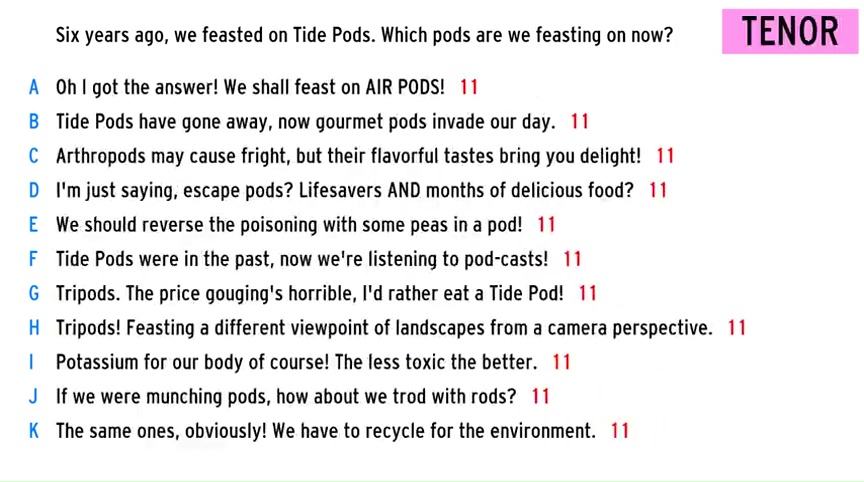 Six years ago, we feasted on Tide Pods. Which pods are we feasting on now?
TENOR
A Oh I got the answer! We shall feast on AIR PODS! 11
B Tide Pods have gone away, now gourmet pods invade our day. 11
C Arthropods may cause fright, but their flavorful tastes bring you delight! 11
D I'm just saying, escape pods? Lifesavers AND months of delicious food? 11
E We should reverse the poisoning with some peas in a pod! 11
F Tide Pods were in the past, now we're listening to pod-casts! 11
G Tripods. The price gouging's horrible, I'd rather eat a Tide Pod! 11
H Tripods! Feasting a different viewpoint of landscapes from a camera perspective. 11
I Potassium for our body of course! The less toxic the better. 11
J If we were munching pods, how about we trod with rods? 11
K The same ones, obviously! We have to recycle for the environment. 11